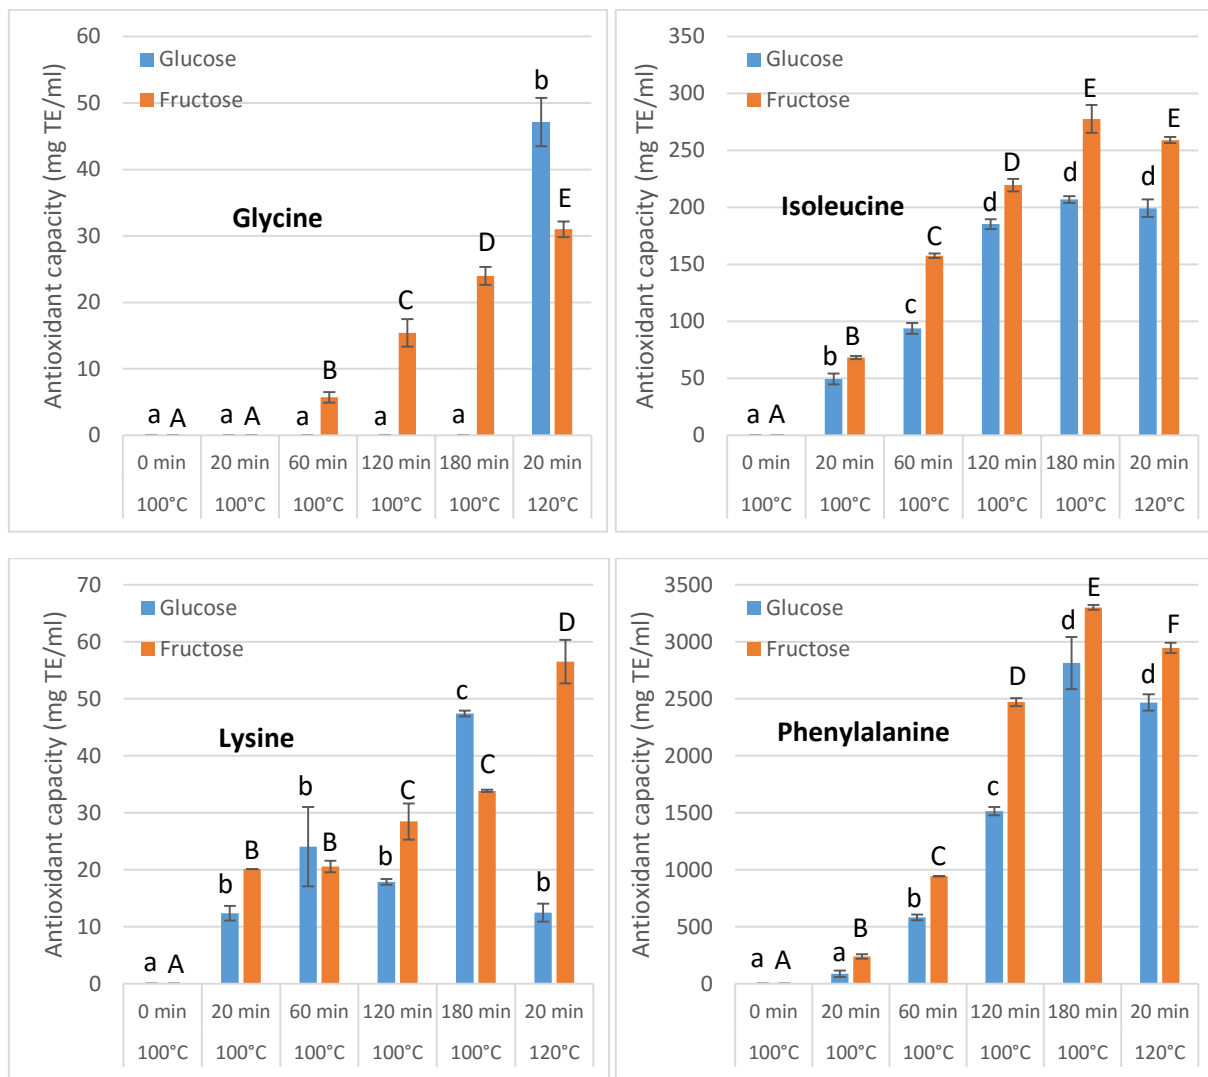 Antioxidant capacity (mg TE/ml)
60
50
40
30
20
10
0
Glucose
Fructose
Glycine
a A
a A
a B
a C
a D
b E
0 min 20 min 60 min 120 min 180 min 20 min
100°C 100°C 100°C 100°C 100°C 120°C
Antioxidant capacity (mg TE/ml)
350
300
250
200
150
100
50
0
Glucose
Fructose
Isoleucine
a A
b B
c C
d D
d E
d E
0 min 20 min 60 min 120 min 180 min 20 min
100°C 100°C 100°C 100°C 100°C 120°C
Antioxidant capacity (mg TE/ml)
70
60
50
40
30
20
10
0
Glucose
Fructose
Lysine
a A
b B
b B
b C
c C
b D
0 min 20 min 60 min 120 min 180 min 20 min
100°C 100°C 100°C 100°C 100°C 120°C
Antioxidant capacity (mg TE/ml)
3500
3000
2500
2000
1500
1000
500
0
Glucose
Fructose
Phenylalanine
a A
a B
b C
c D
d E
d F
0 min 20 min 60 min 120 min 180 min 20 min
100°C 100°C 100°C 100°C 100°C 120°C